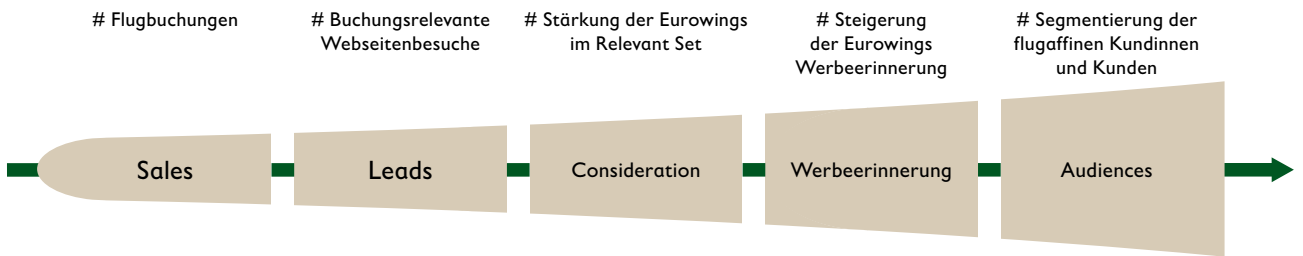 # Flugbuchungen
# Buchungsrelevante
Webseitenbesuche
# Stärkung der Eurowings
im Relevant Set
# Steigerung
der Eurowings
Werbeerinnerung
# Segmentierung der
flugaffinen Kundinnen
und Kunden
Sales
Leads
Consideration
Werbeerinnerung
Audiences